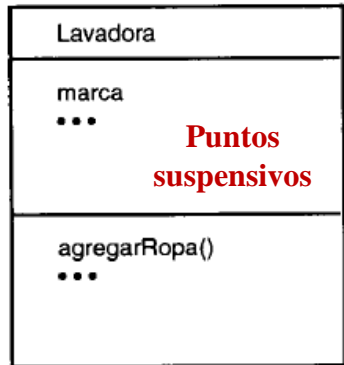 Lavadora
marca
•••
Puntos
suspensivos
agregarRopa()
•••